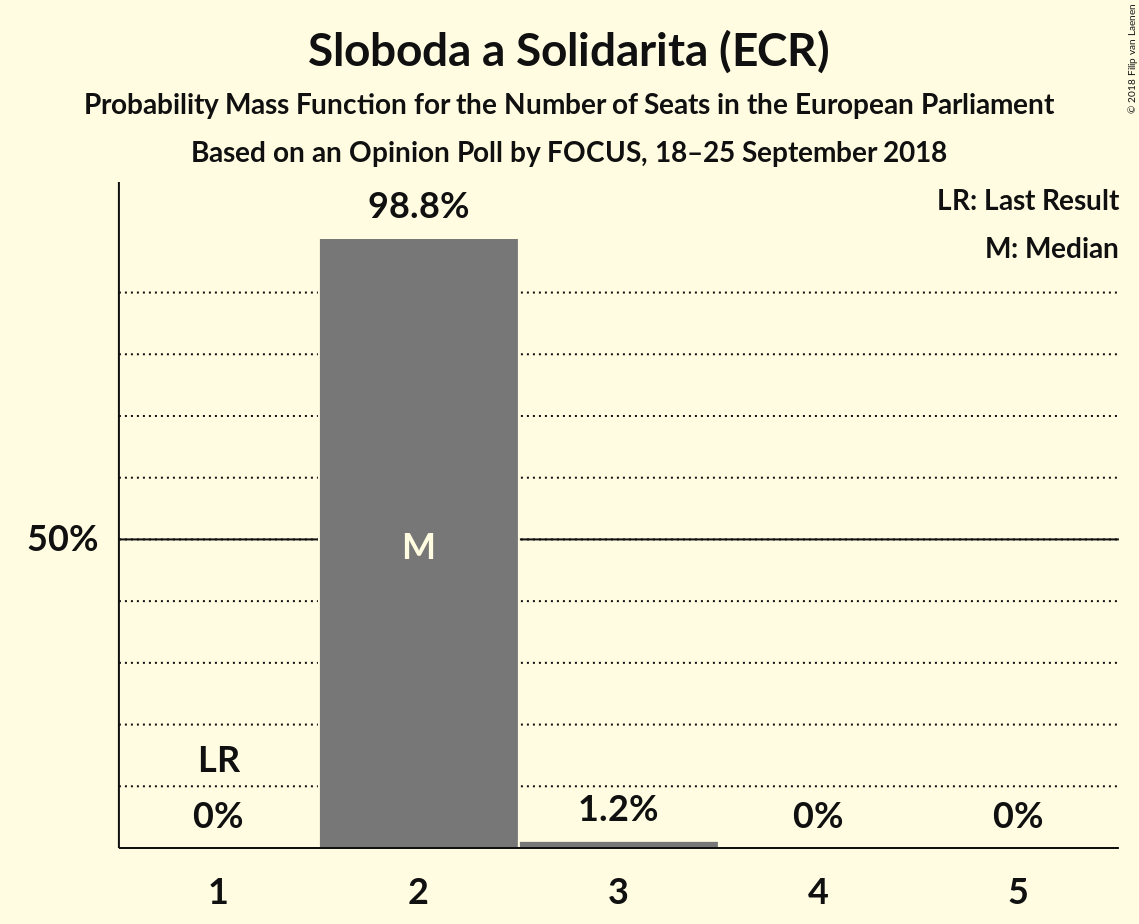 Sloboda a Solidarita (ECR)
Probability Mass Function for the Number of Seats in the European Parliament
Based on an Opinion Poll by FOCUS, 18–25 September 2018
© 2018 Filip van Laenen
LR: Last Result
M: Median
98.8%
50%
M
LR
0%
1.2%
0%
0%
1
2
3
4
5